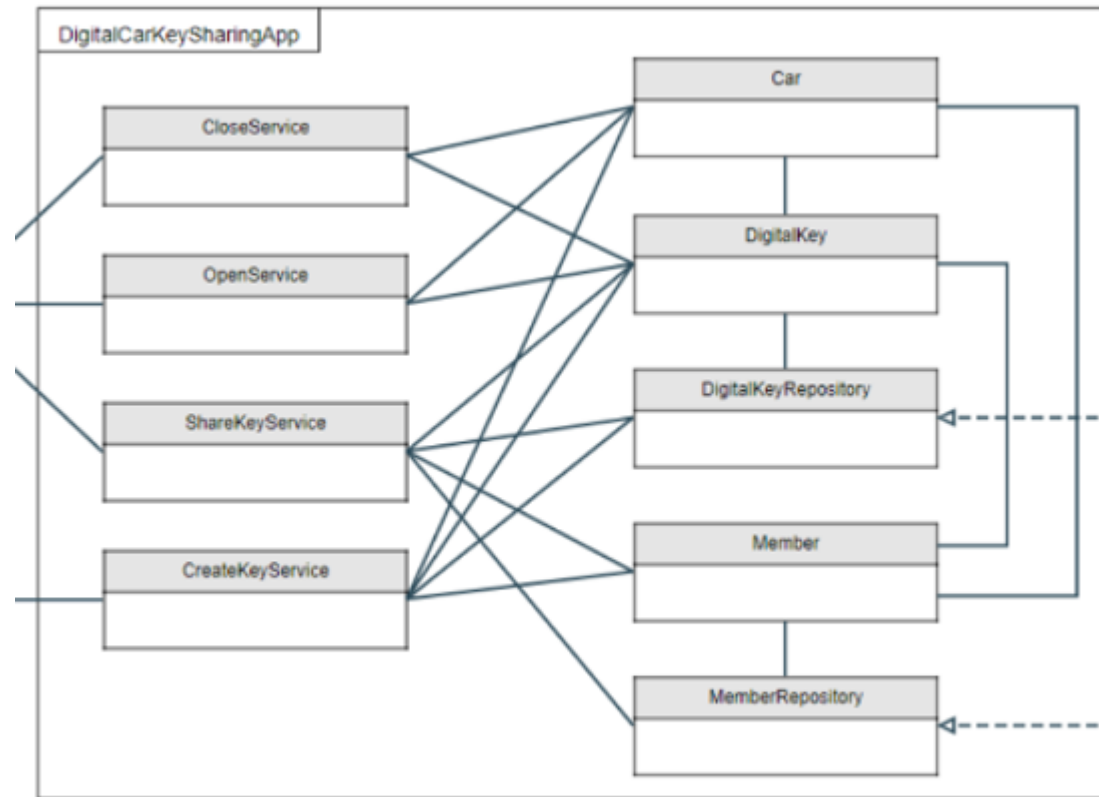 DigitalCarKeySharingApp
Car
CloseService
DigitalKey
OpenService
DigitalKeyRepository
ShareKeyService
Member
CreateKeyService
MemberRepository